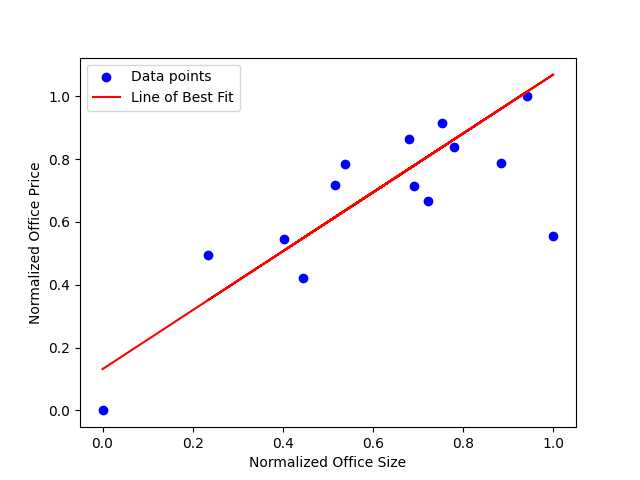 Data points
Line of Best Fit
1.0
0.8
0.6
0.4
0.2
0.0
Normalized Office Price
0.0 0.2 0.4 0.6 0.8 1.0
Normalized Office Size